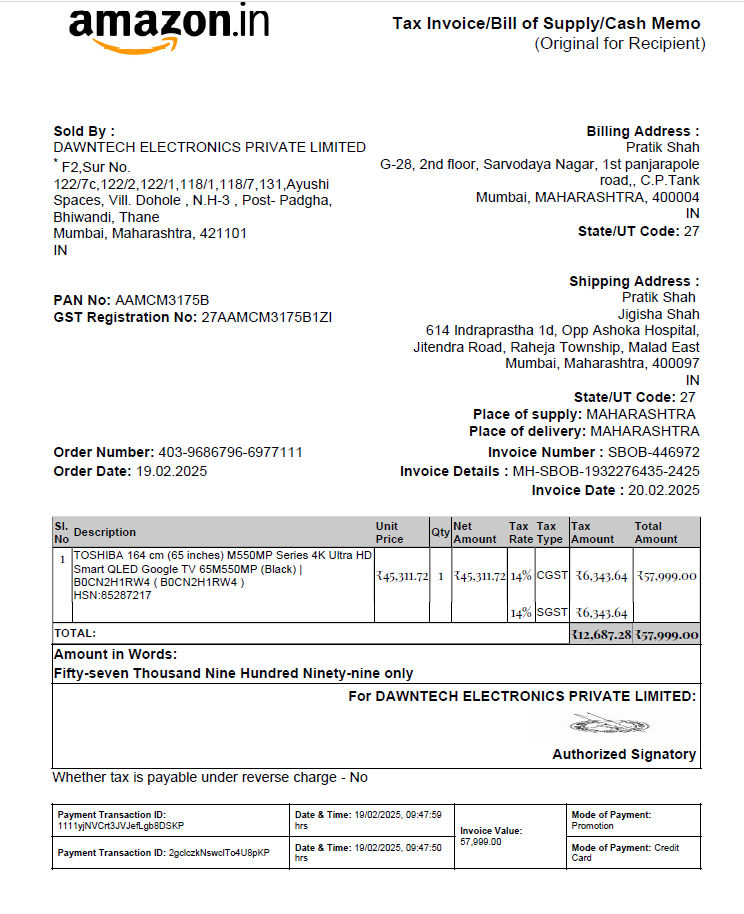 amazon.in
Tax Invoice/Bill of Supply/Cash Memo
(Original for Recipient)
Sold By :
DAWNTECH ELECTRONICS PRIVATE LIMITED
* F2,Sur No.
122/7c,122/2,122/1,118/1,118/7,131,Ayushi
Spaces, Vill. Dohole , N.H-3 , Post- Padgha,
Bhiwandi, Thane
Mumbai, Maharashtra, 421101
IN
Billing Address :
Pratik Shah
G-28, 2nd floor, Sarvodaya Nagar, 1st panjarapole
road,, C.P.Tank
Mumbai, MAHARASHTRA, 400004
IN
State/UT Code: 27
PAN No: AAMCM3175B
GST Registration No: 27AAMCM3175B1ZI
Shipping Address :
Pratik Shah
Jigisha Shah
614 Indraprastha 1d, Opp Ashoka Hospital,
Jitendra Road, Raheja Township, Malad East
Mumbai, Maharashtra, 400097
IN
State/UT Code: 27
Place of supply: MAHARASHTRA
Place of delivery: MAHARASHTRA
Order Number: 403-9686796-6977111
Order Date: 19.02.2025
Invoice Number : SBOB-446972
Invoice Details : MH-SBOB-1932276435-2425
Invoice Date : 20.02.2025
Sl. No Description Unit Price Qty Net Amount Tax Rate Tax Type Tax Amount Total Amount
1 TOSHIBA 164 cm (65 inches) M550MP Series 4K Ultra HD
Smart QLED Google TV 65M550MP (Black) |
B0CN2H1RW4 ( B0CN2H1RW4 )
HSN:85287217
₹45,311.72 1 ₹45,311.72 14% CGST ₹6,343.64 ₹57,999.00
14% SGST ₹6,343.64
TOTAL: ₹12,687.28 ₹57,999.00
Amount in Words:
Fifty-seven Thousand Nine Hundred Ninety-nine only
For DAWNTECH ELECTRONICS PRIVATE LIMITED:
Authorized Signatory
Whether tax is payable under reverse charge - No
Payment Transaction ID:
1111yjNVCrt3JVJefLgb8DSKP
Date & Time: 19/02/2025, 09:47:59
hrs
Invoice Value:
57,999.00
Mode of Payment:
Promotion
Payment Transaction ID: 2gclczkNswclTo4U8pKP
Date & Time: 19/02/2025, 09:47:50
hrs
Mode of Payment: Credit
Card